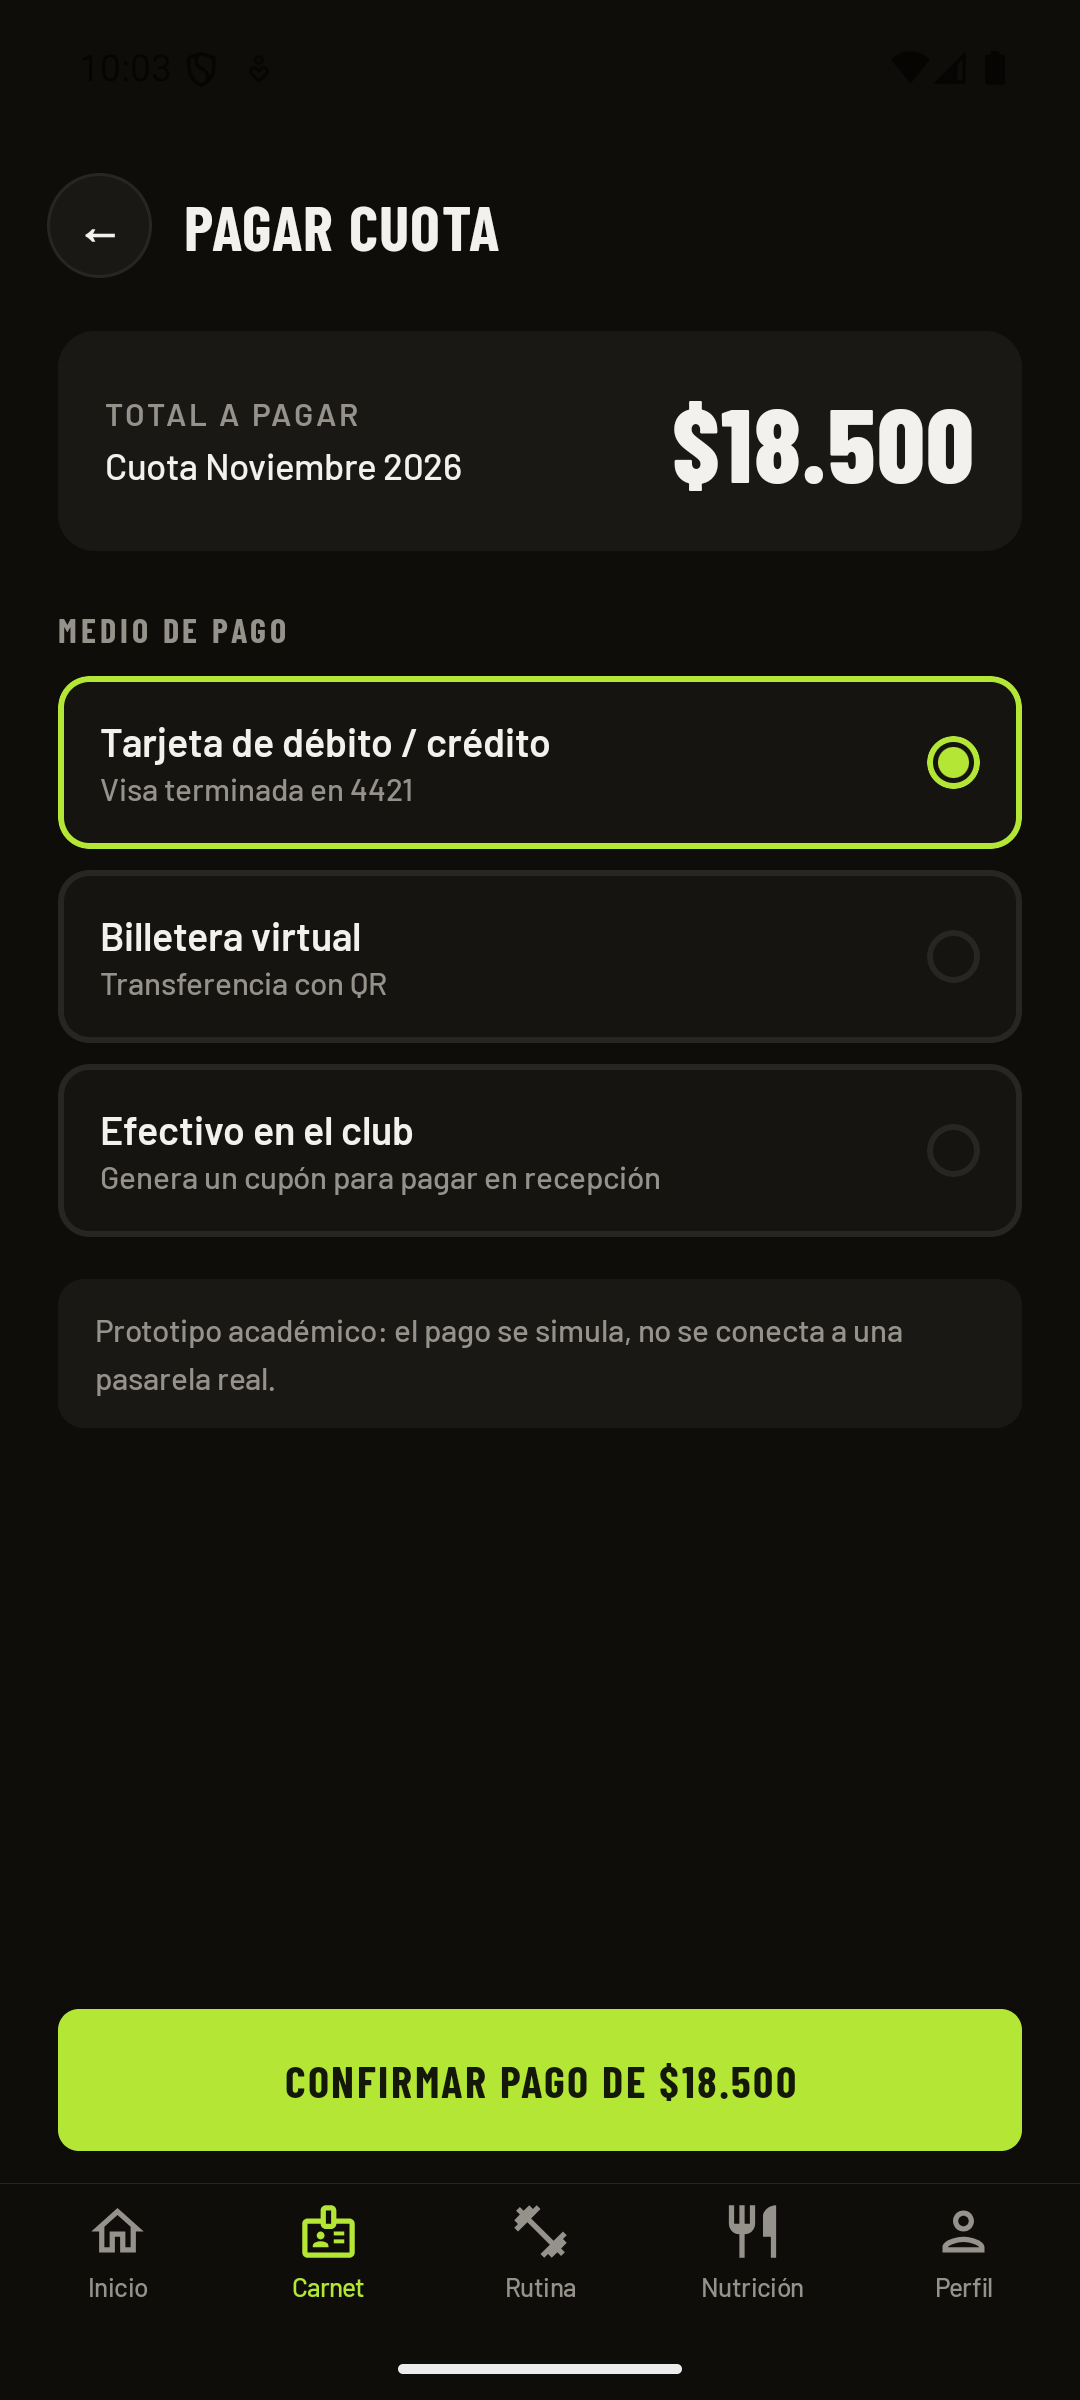 10:03
PAGAR CUOTA
TOTAL A PAGAR
Cuota Noviembre 2026
$18.500
MEDIO DE PAGO
Tarjeta de débito / crédito
Visa terminada en 4421
Billetera virtual
Transferencia con QR
Efectivo en el club
Genera un cupón para pagar en recepción
Prototipo académico: el pago se simula, no se conecta a una
pasarela real.
CONFIRMAR PAGO DE $18.500
Inicio
Carnet
Rutina
Nutrición
Perfil